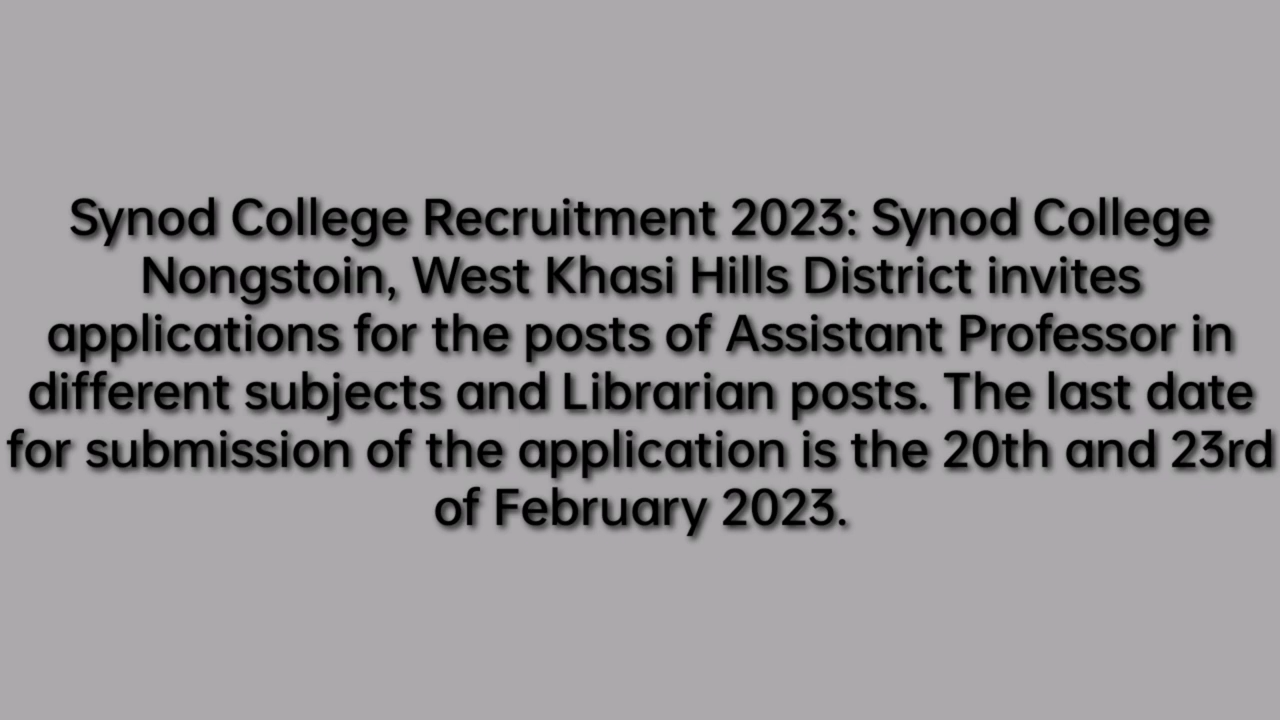 Synod College Recruitment 2023: Synod College
Nongstoin, West Khasi Hills District invites
applications for the posts of Assistant Professor in
different subjects and Librarian posts. The last date
for submission of the application is the 20th and 23rd
of February 2023.